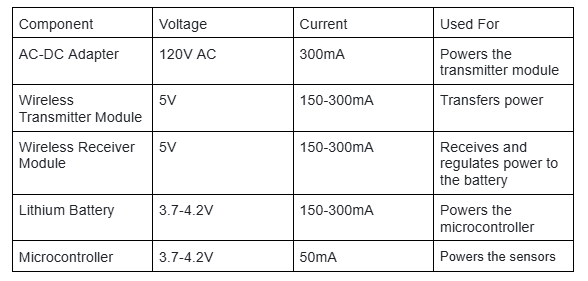 Component Voltage Current Used For
AC-DC Adapter 120V AC 300mA Powers the
transmitter module
Wireless 5V 150-300mA Transfers power
Transmitter Module
Wireless Receiver 5V 150-300mA Receives and
Module regulates power to
the battery
Lithium Battery 3.7-4.2V 150-300mA Powers the
microcontroller
Microcontroller 3.7-4.2V 50mA Powers the sensors